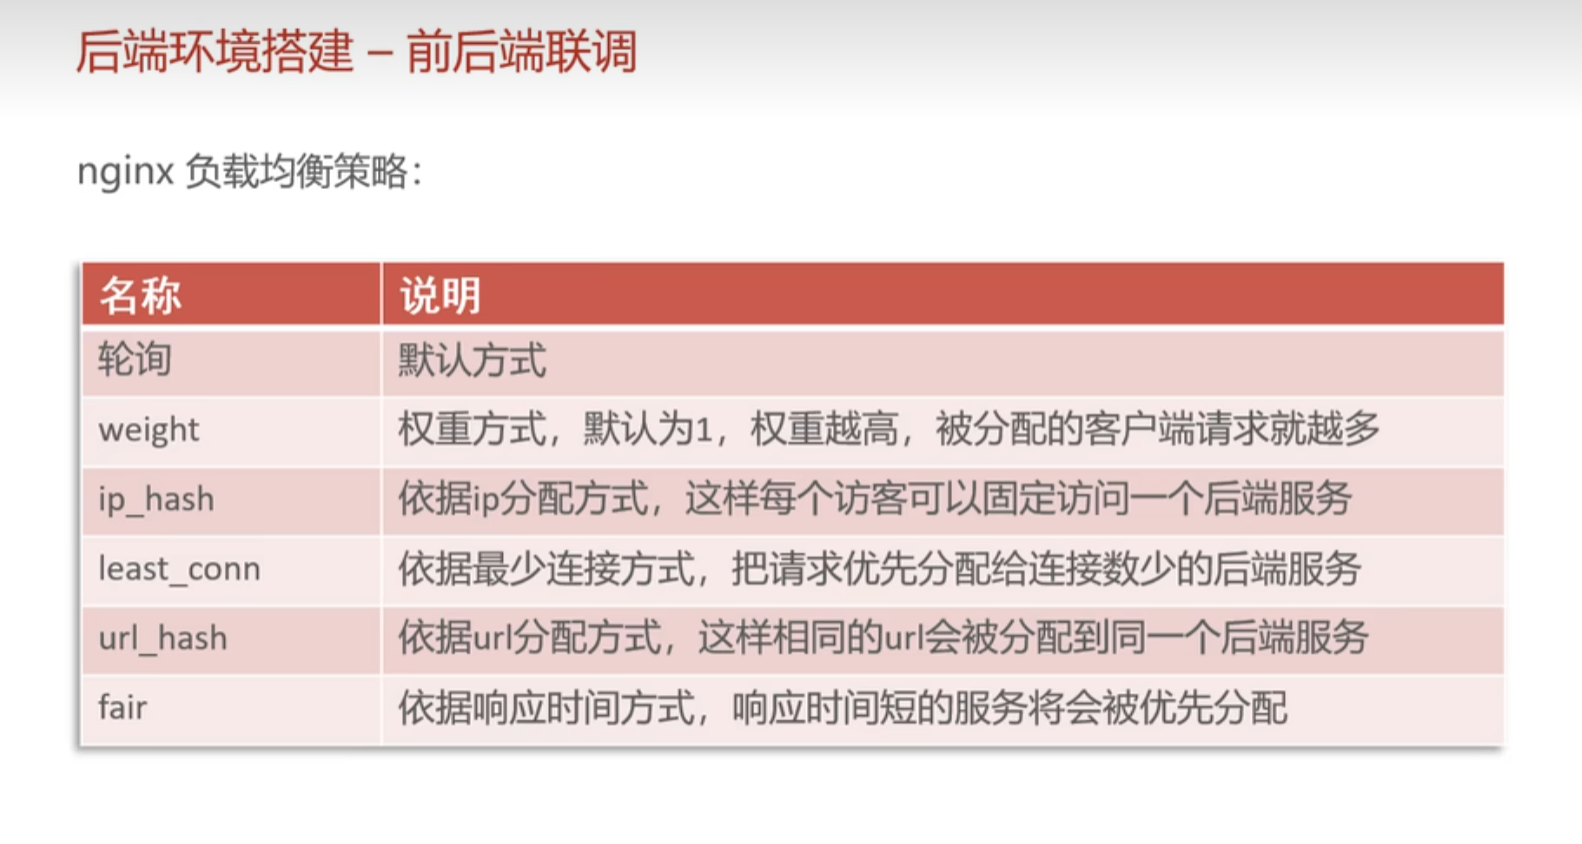 后端环境搭建 – 前后端联调
nginx 负载均衡策略：
名称 说明
轮询 默认方式
weight 权重方式，默认为1，权重越高，被分配的客户端请求就越多
ip_hash 依据ip分配方式，这样每个访客可以固定访问一个后端服务
least_conn 依据最少连接方式，把请求优先分配给连接数少的后端服务
url_hash 依据url分配方式，这样相同的url会被分配到同一个后端服务
fair 依据响应时间方式，响应时间短的服务将会被优先分配